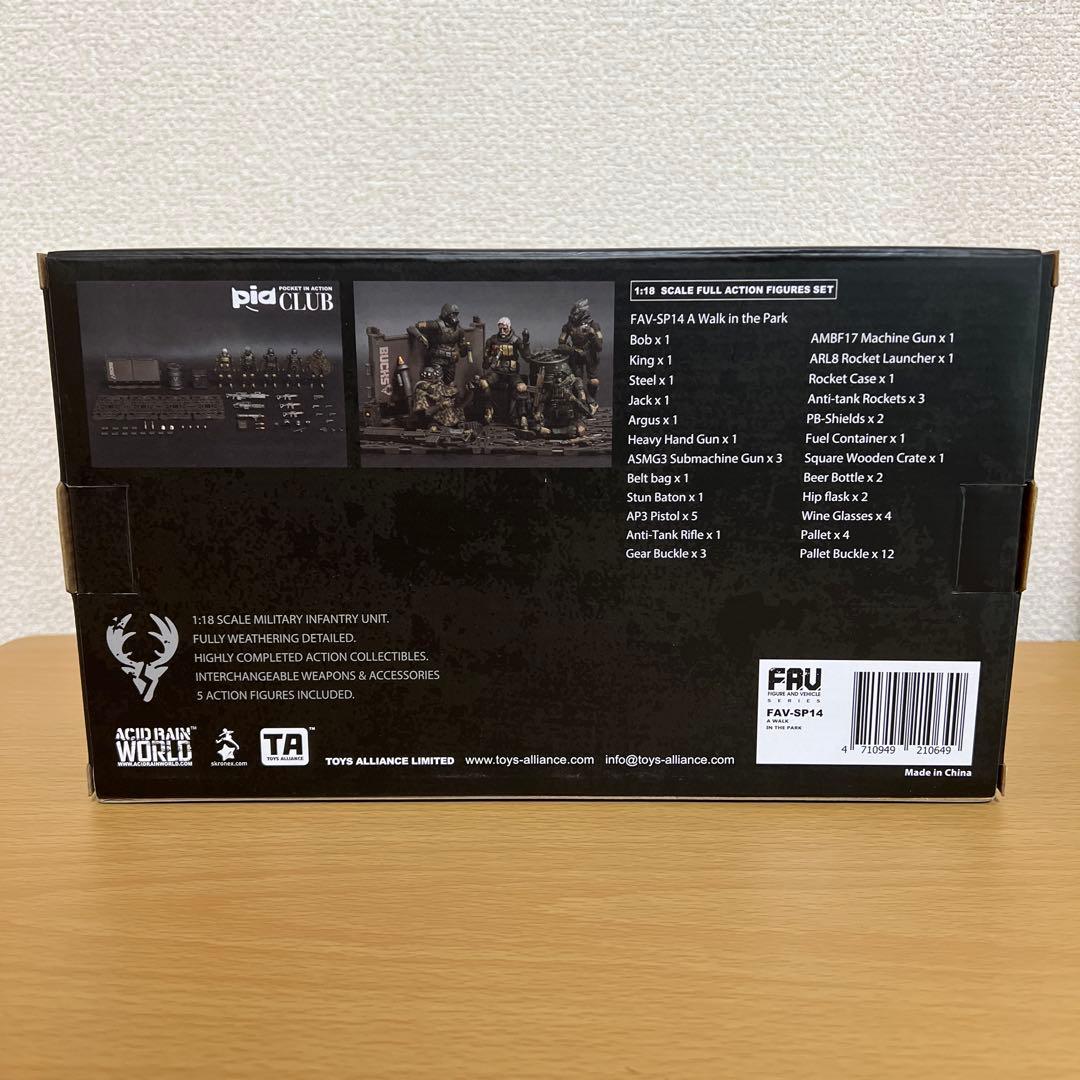 POCKET IN ACTION
pia CLUB
BUCKS
1:18 SCALE FULL ACTION FIGURES SET
FAV-SP14 A Walk in the Park
Bob x 1
King x 1
Steel x 1
Jack x 1
Argus x 1
Heavy Hand Gun x 1
ASMG3 Submachine Gun x 3
Belt bag x 1
Stun Baton x 1
AP3 Pistol x 5
Anti-Tank Rifle x 1
Gear Buckle x 3
AMBF17 Machine Gun x 1
ARL8 Rocket Launcher x 1
Rocket Case x 1
Anti-tank Rockets x 3
PB-Shields x 2
Fuel Container x 1
Square Wooden Crate x 1
Beer Bottle x 2
Hip flask x 2
Wine Glasses x 4
Pallet x 4
Pallet Buckle x 12
1:18 SCALE MILITARY INFANTRY UNIT.
FULLY WEATHERING DETAILED.
HIGHLY COMPLETED ACTION COLLECTIBLES.
INTERCHANGEABLE WEAPONS & ACCESSORIES
5 ACTION FIGURES INCLUDED.
ACID RAIN™
WORLD
WWW.ACIDRAINWORLD.COM
skronex.com
TA™
TOYS ALLIANCE
TOYS ALLIANCE LIMITED www.toys-alliance.com info@toys-alliance.com
FAV
FIGURE AND VEHICLE
SERIES
FAV-SP14
A WALK
IN THE PARK
4 710949 210649
Made in China